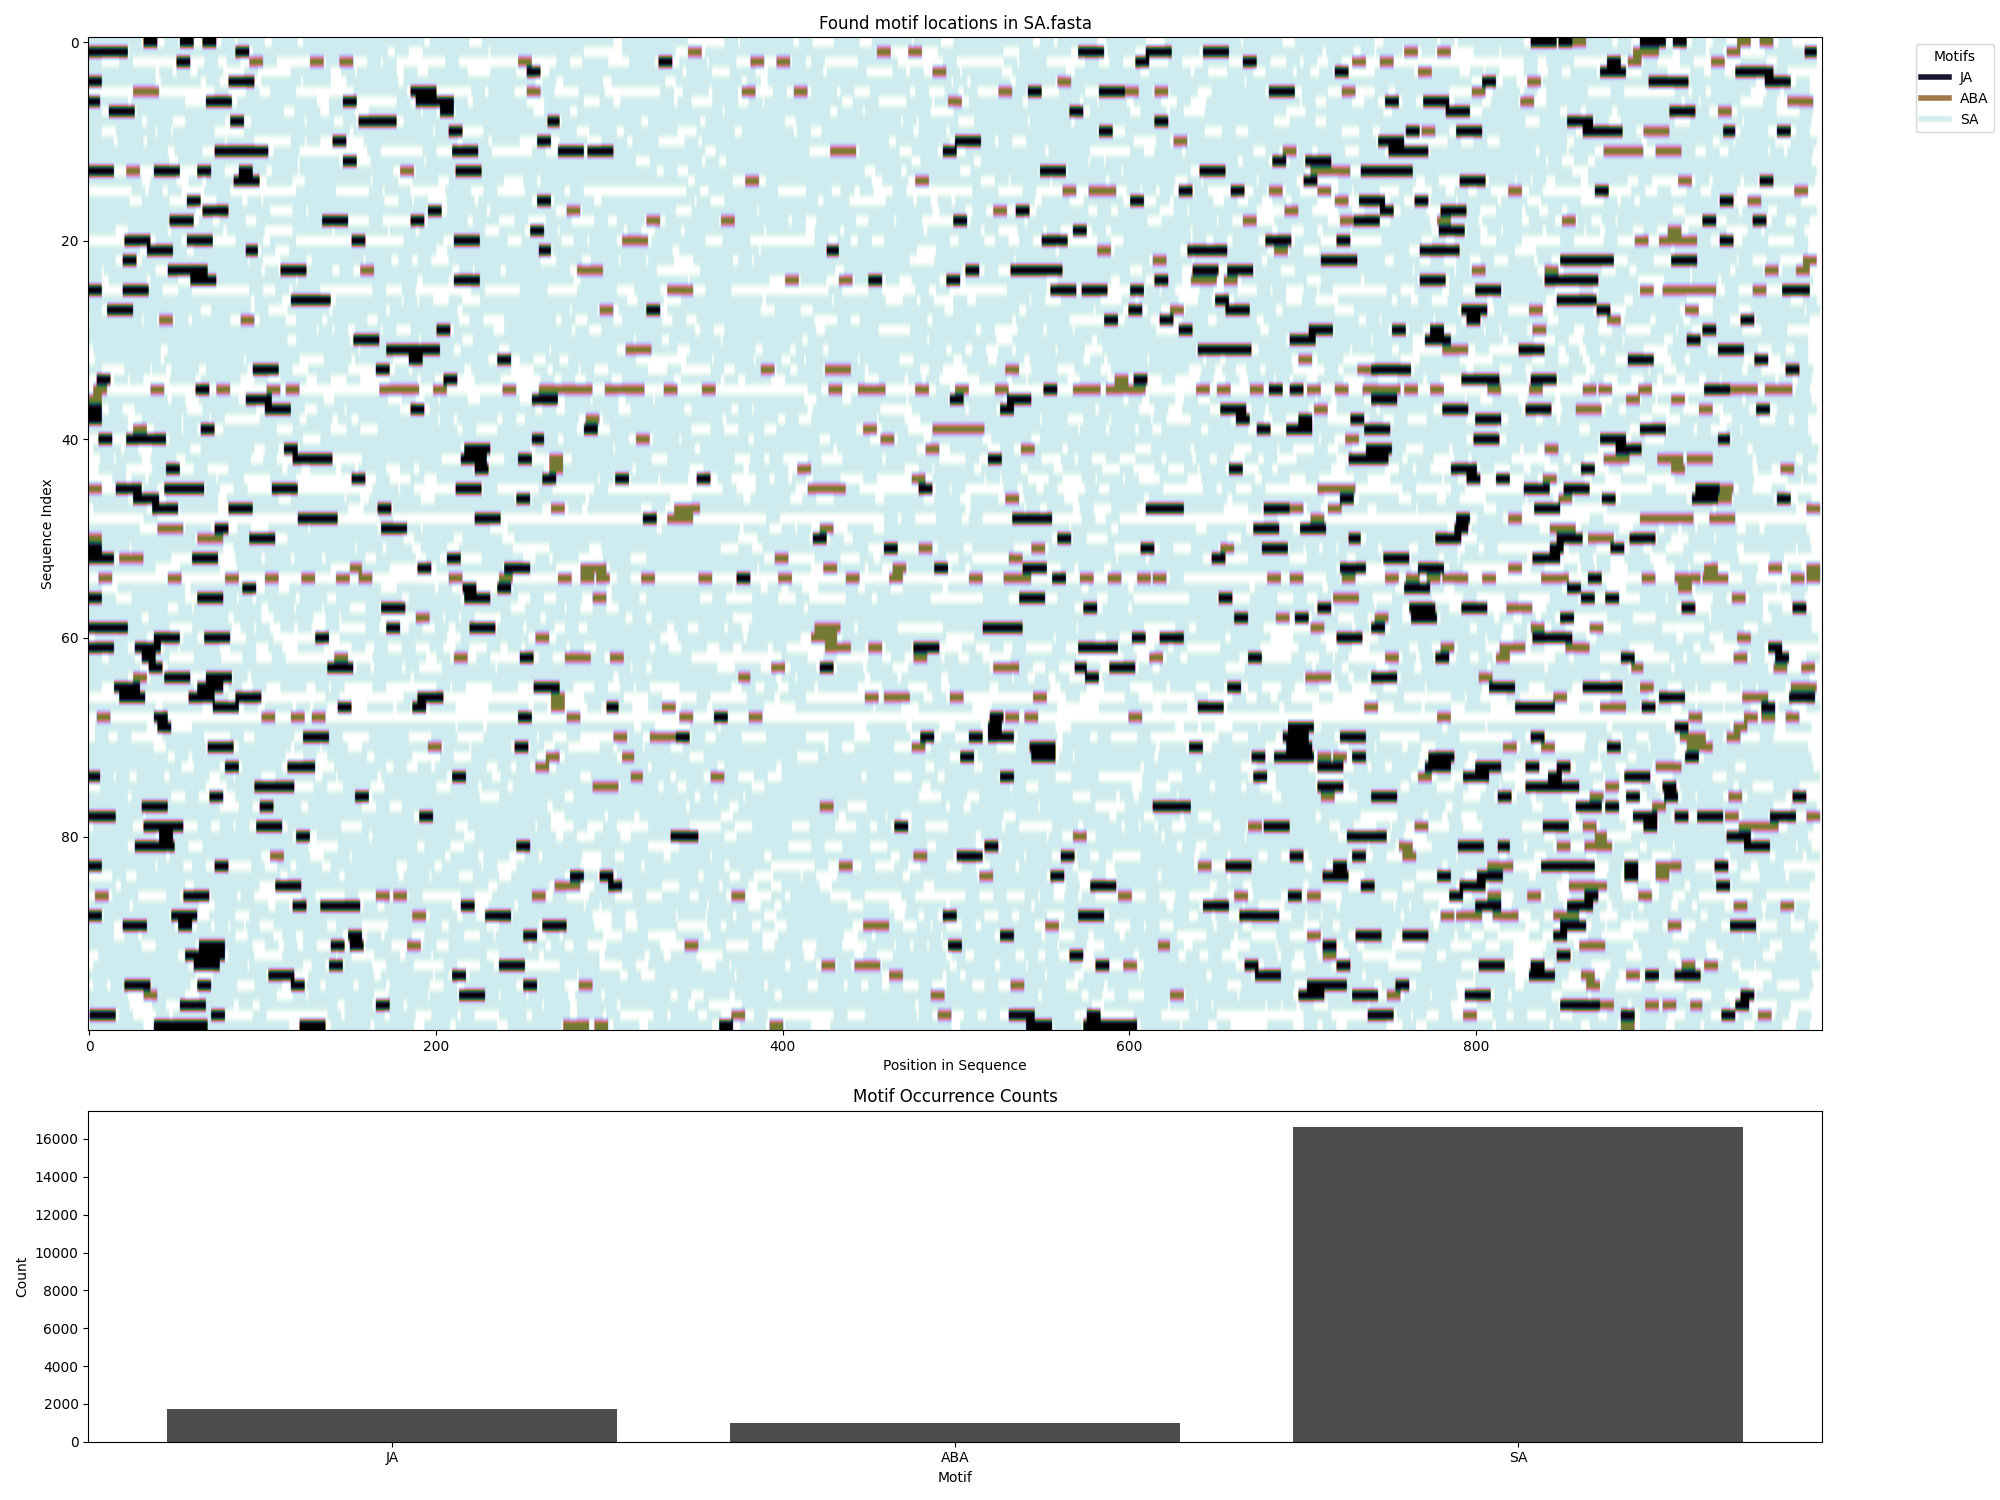 Found motif locations in SA.fasta
Sequence Index
0
20
40
60
80
0 200 400 600 800
Position in Sequence
Motifs
JA
ABA
SA
Motif Occurrence Counts
Count
16000
14000
12000
10000
8000
6000
4000
2000
0
JA ABA SA
Motif